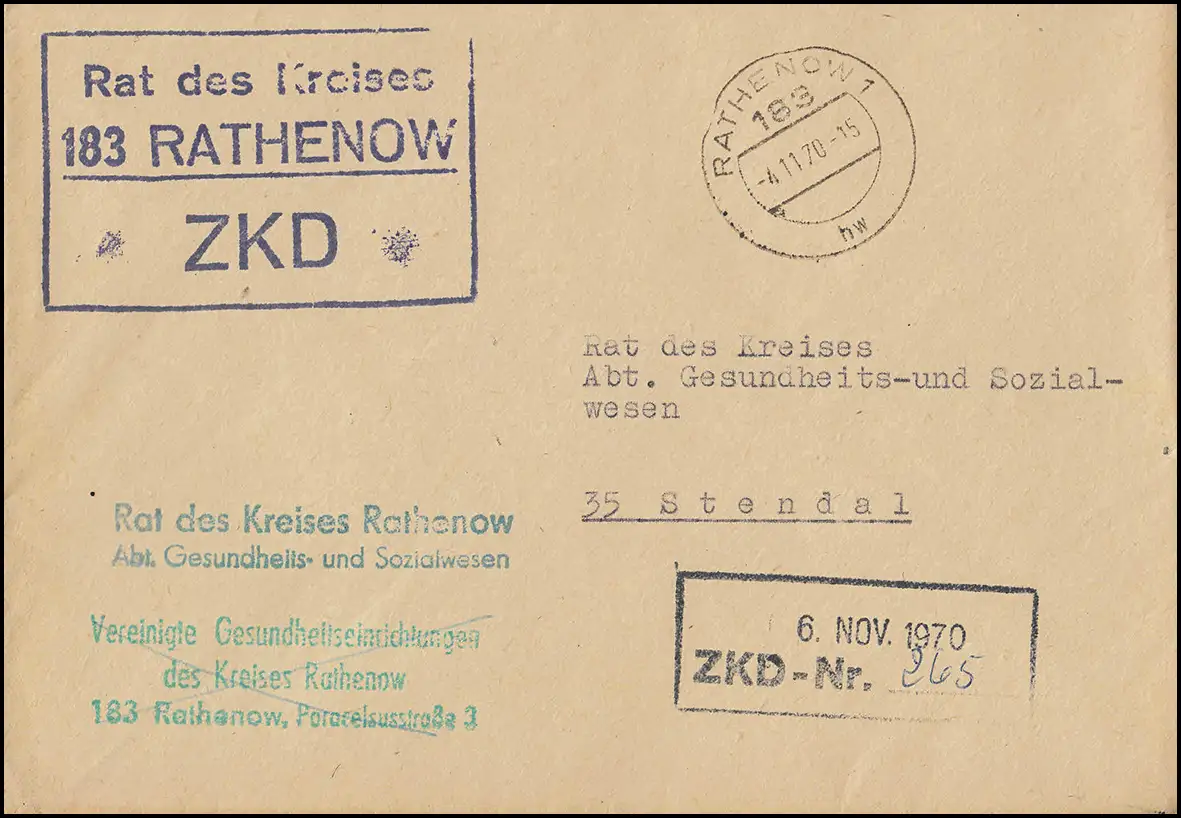 Rat des Kreises
183 RATHENOW
* ZKD *
RATHENOW 1
183
-4.11.70.-15
hw
Rat des Kreises
Abt. Gesundheits-und Sozial-
wesen
35 Stendal
Rat des Kreises Rathenow
Abt. Gesundheits- und Sozialwesen
Vereinigte Gesundheitseinrichtungen
des Kreises Rathenow
183 Rathenow, Paracelsusstraße 3
6. NOV. 1970
ZKD-Nr. 265